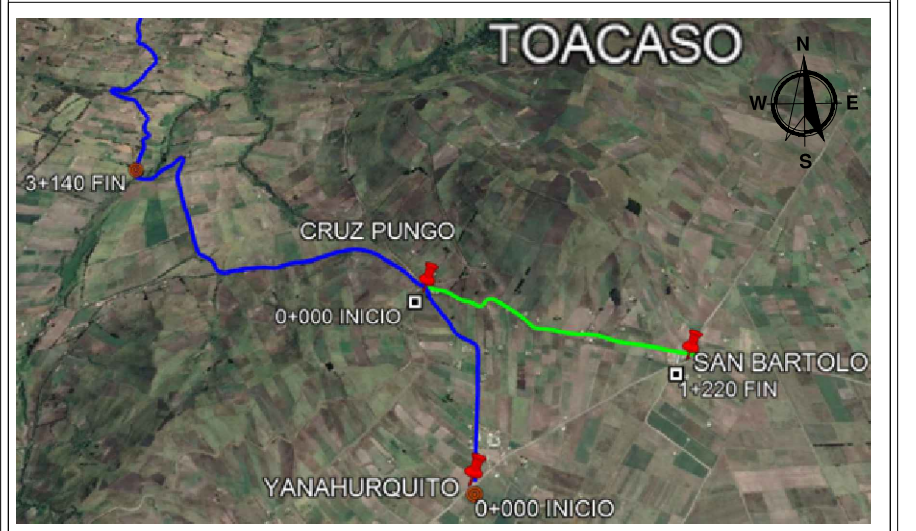 TOACASO
N
W E
S
3+140 FIN
CRUZ PUNGO
0+000 INICIO
SAN BARTOLO
1+220 FIN
YANAHURQUITO
0+000 INICIO